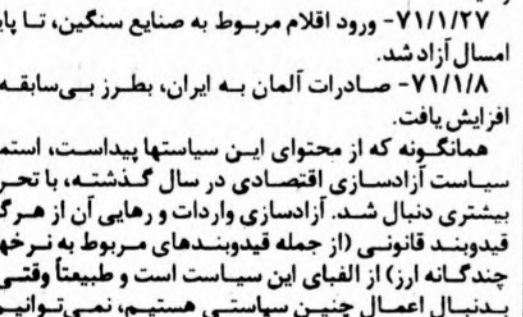 ۷۱/۱/۲۷- ورود اقلام مربوط به صنایع سنگین، تا
امسال آزاد شد.
۷۱/۱/۸- صادرات آلمان به ایران، بطرز بی‌سابقه
افزایش یافت.
همانگونه که از محتوای این سیاستها پیداست،
سیاست آزادسازی اقتصادی در سال گذشته، با
بیشتری دنبال شد. آزادسازی واردات و رهایی آن از
قیدوبند قانونی (از جمله قیدوبندهای مربوط به
چندگانه ارز) از الفبای این سیاست است و طبیعتاً وقتی
بدنبال اعمال چنین سیاستی هستیم، نمی‌توانیم